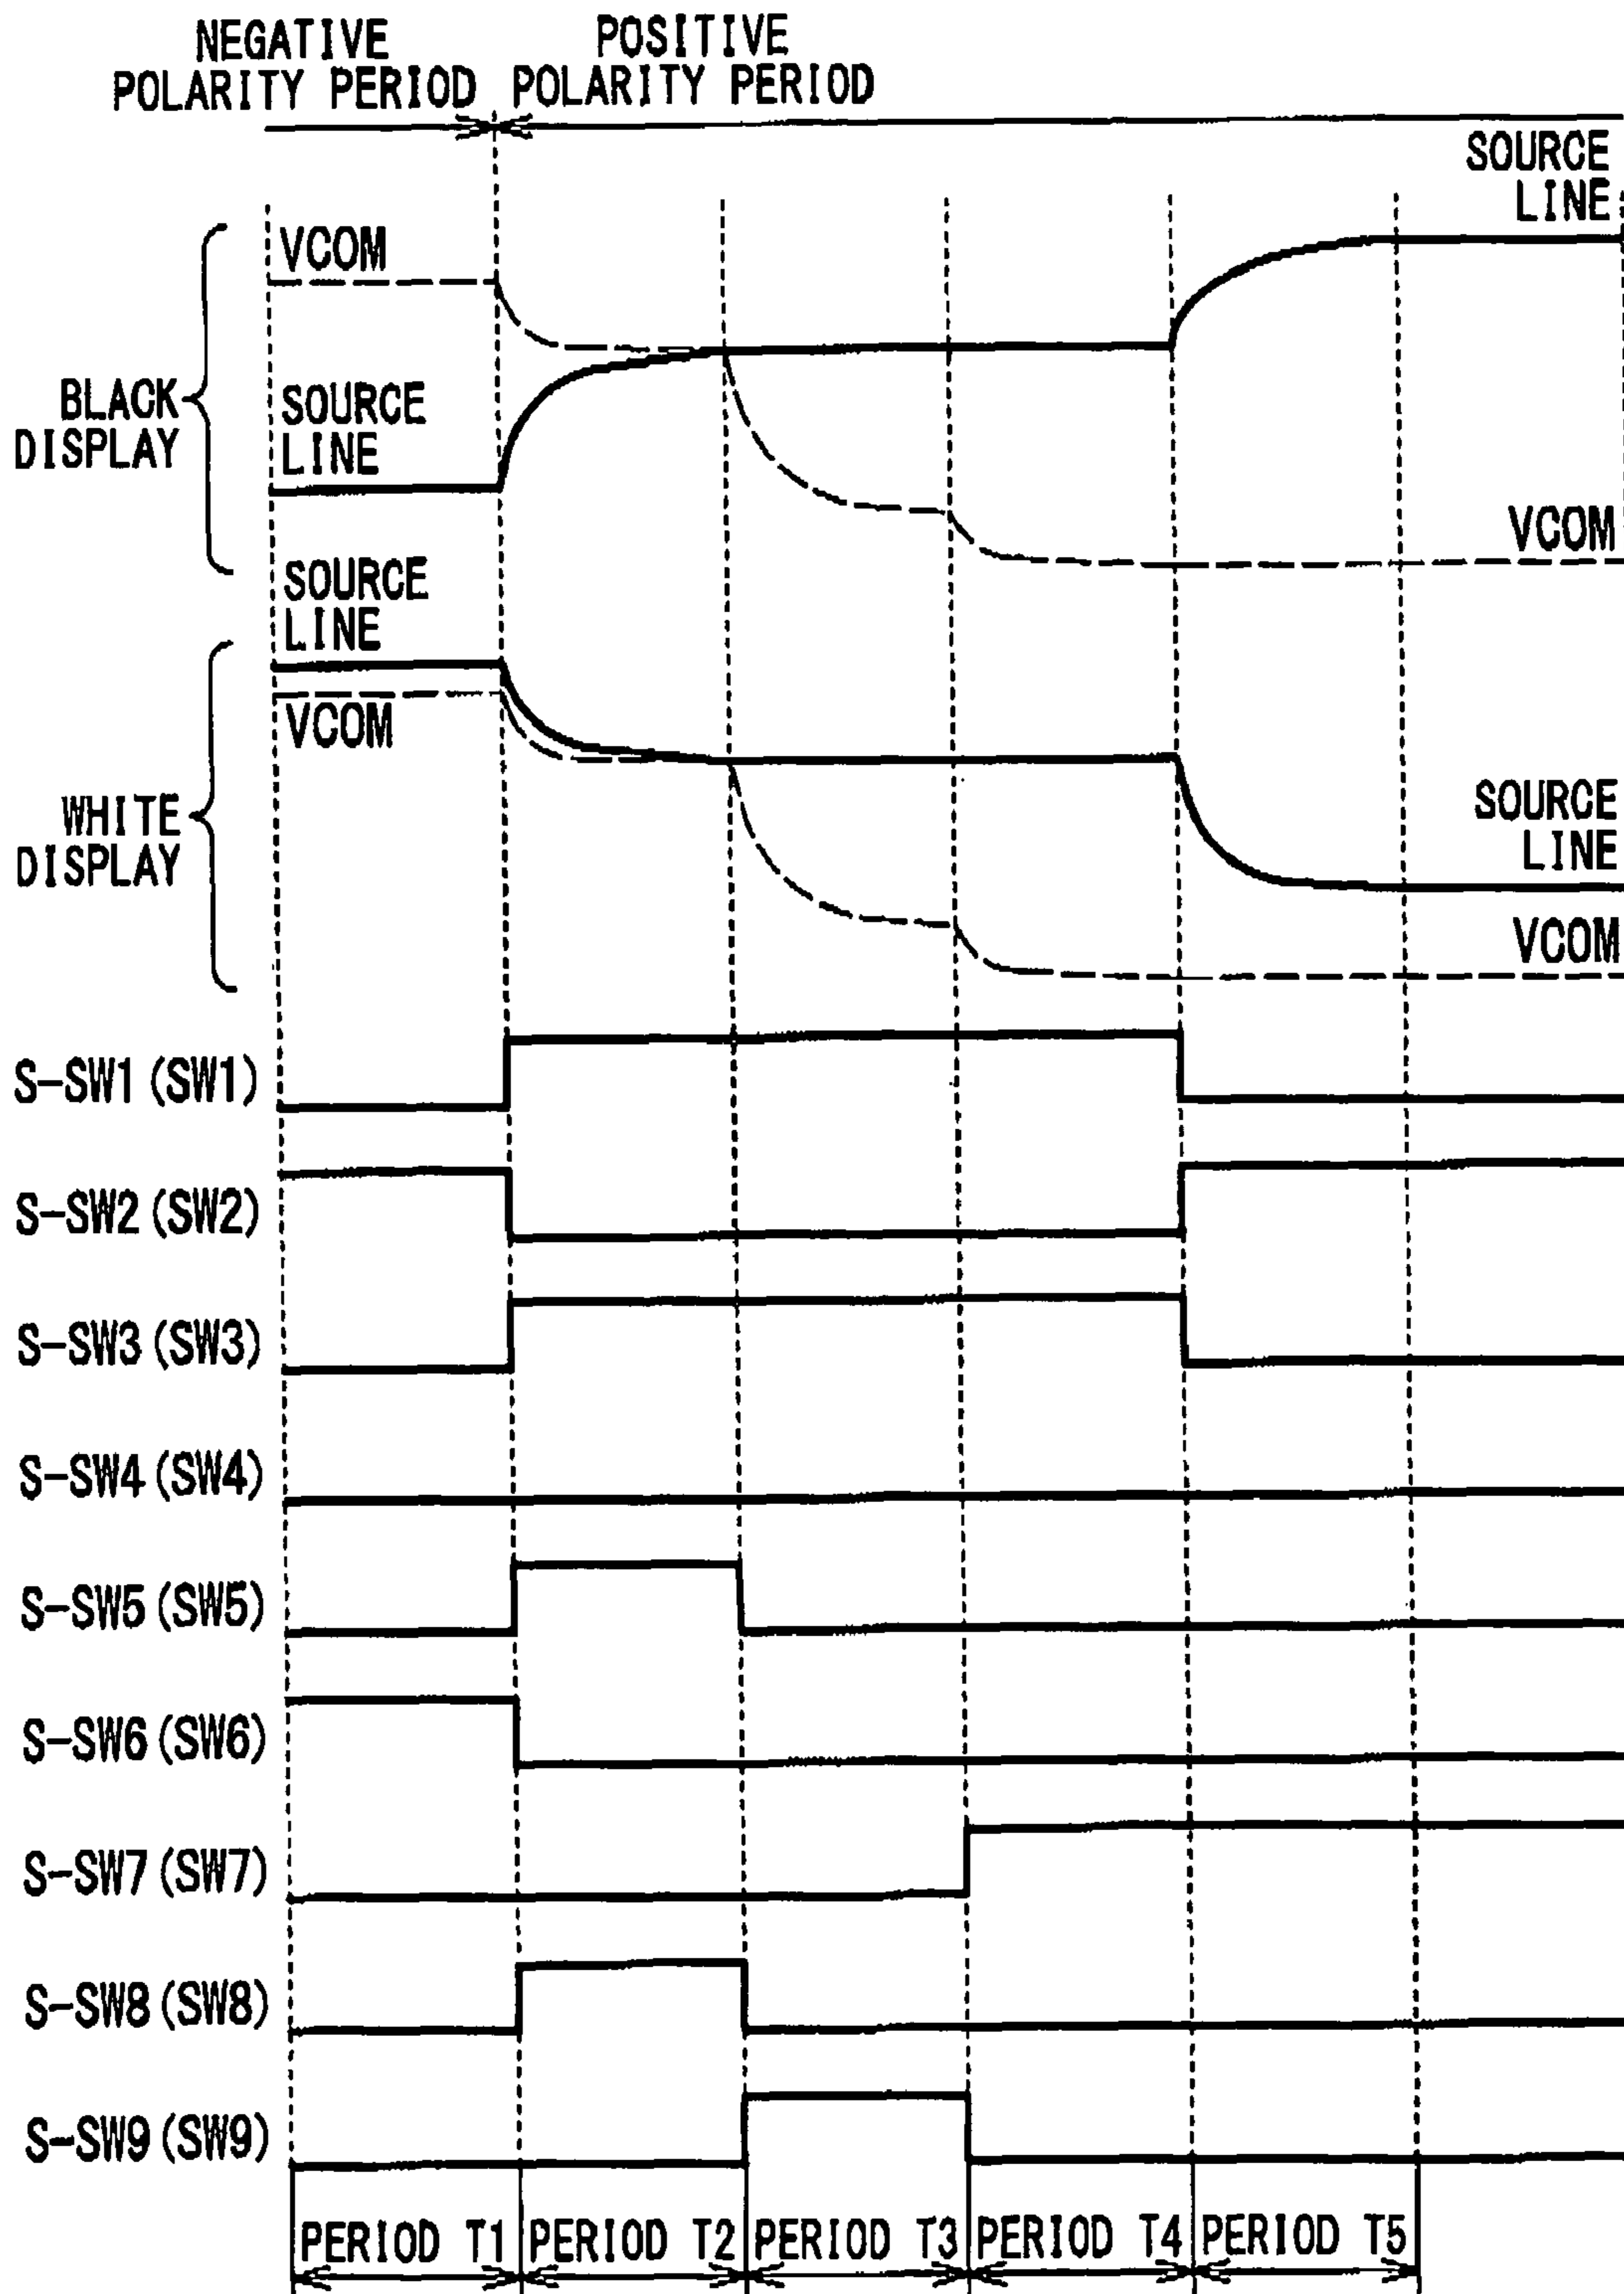 NEGATIVE
POLARITY PERIOD
POSITIVE
POLARITY PERIOD
SOURCE
LINE
VCOM
BLACK
DISPLAY
SOURCE
LINE
VCOM
SOURCE
LINE
VCOM
WHITE
DISPLAY
SOURCE
LINE
VCOM
S-SW1(SW1)
S-SW2(SW2)
S-SW3(SW3)
S-SW4(SW4)
S-SW5(SW5)
S-SW6(SW6)
S-SW7(SW7)
S-SW8(SW8)
S-SW9(SW9)
PERIOD T1
PERIOD T2
PERIOD T3
PERIOD T4
PERIOD T5